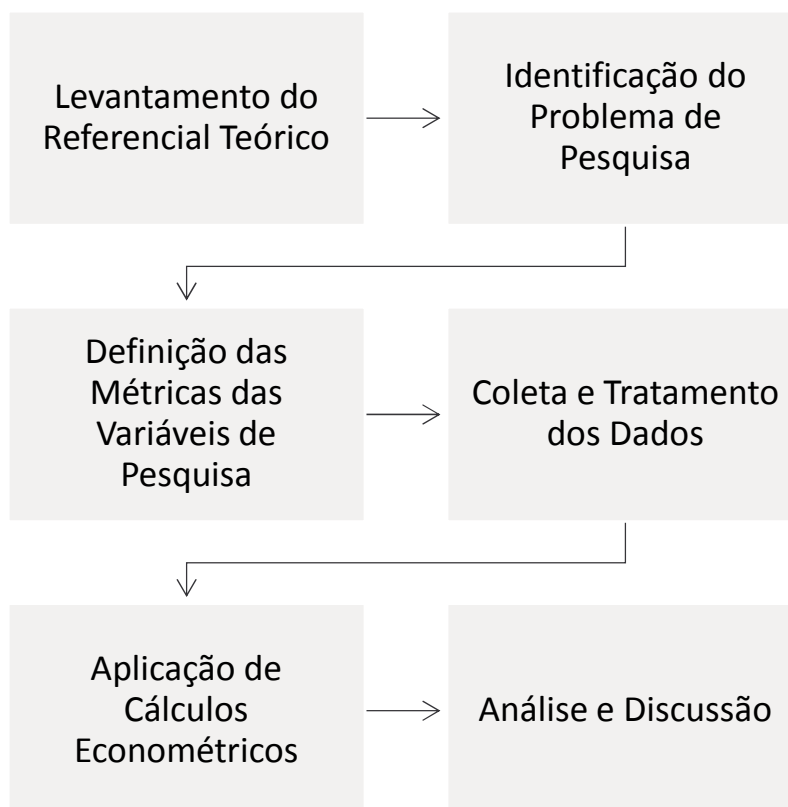 Levantamento do
Referencial Teórico
Identificação do
Problema de
Pesquisa
Definição das
Métricas das
Variáveis de
Pesquisa
Coleta e Tratamento
dos Dados
Aplicação de
Cálculos
Econométricos
Análise e Discussão